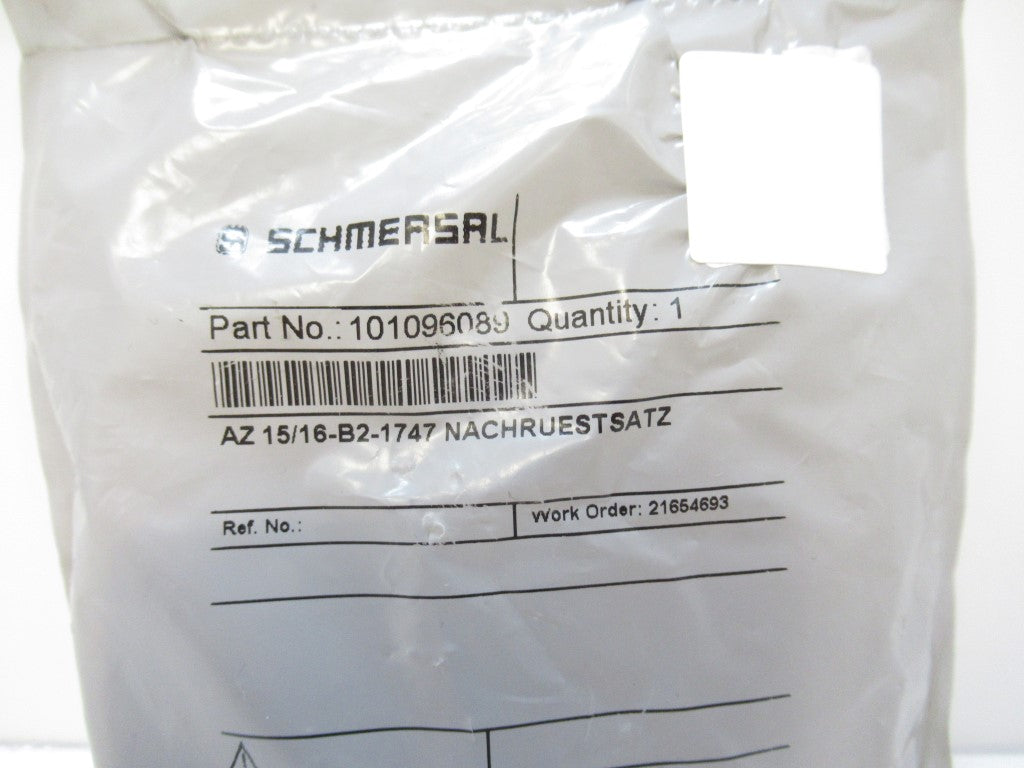 SCHMERSAL
Part No.: 101096089 Quantity: 1
AZ 15/16-B2-1747 NACHRUESTSATZ
Ref. No.: Work Order: 21654693